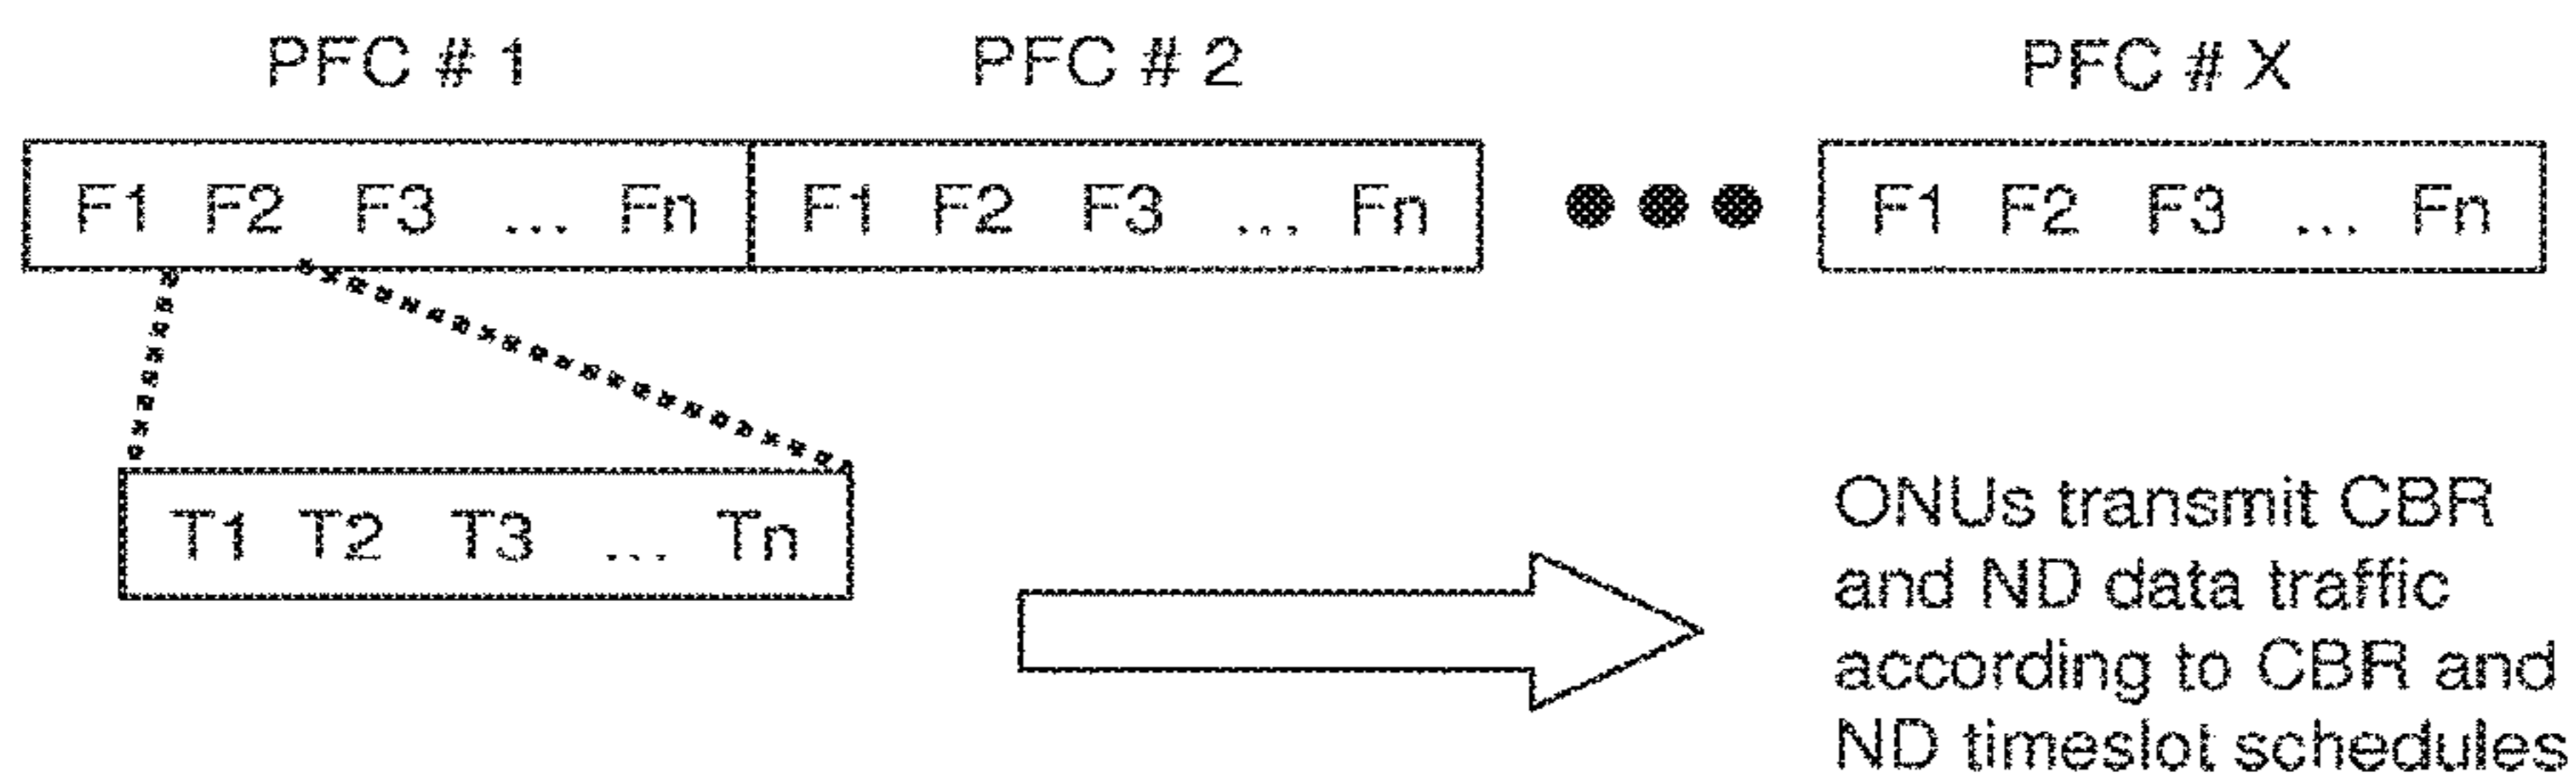 PFC # 1
PFC # 2
PFC # X
F1 F2 F3 ... Fn
F1 F2 F3 ... Fn
F1 F2 F3 ... Fn
T1 T2 T3 ... Tn
ONUs transmit CBR
and ND data traffic
according to CBR and
ND timeslot schedules